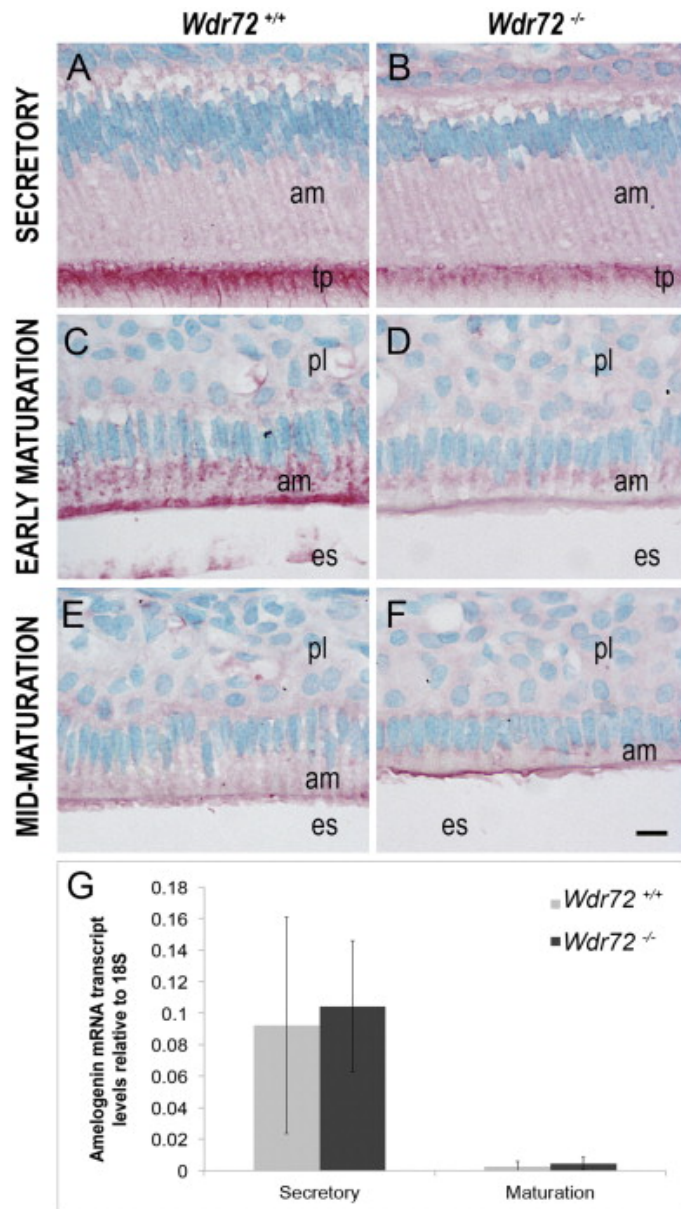 Wdr72 +/+ Wdr72 -/-
SECRETORY
A B
am am
tp tp
EARLY MATURATION
C D
pl pl
am am
es es
MID-MATURATION
E F
pl pl
am am
es es
G
Wdr72 +/+
Wdr72 -/-
Amelogenin mRNA transcript
levels relative to 18S
0.18
0.16
0.14
0.12
0.1
0.08
0.06
0.04
0.02
0
Secretory Maturation